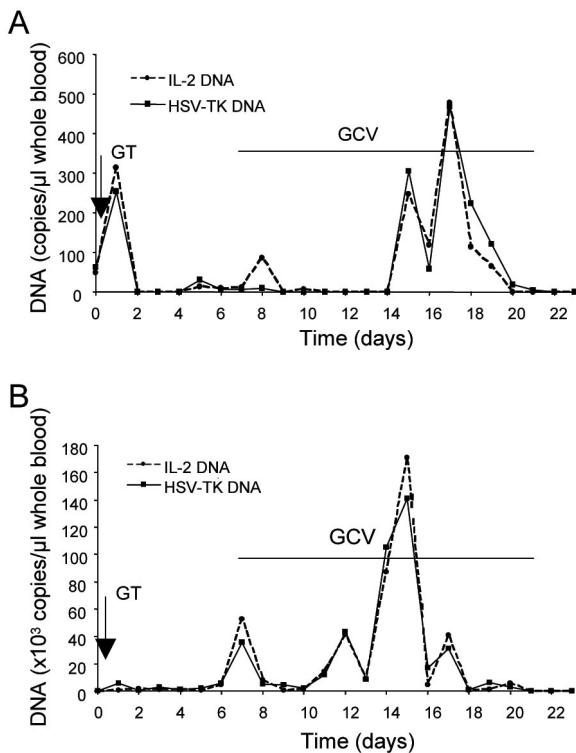 A
DNA (copies/µl whole blood)
600
500
400
300
200
100
0
IL-2 DNA
HSV-TK DNA
GT
GCV
0 2 4 6 8 10 12 14 16 18 20 22
Time (days)
B
DNA (x10³ copies/µl whole blood)
180
160
140
120
100
80
60
40
20
0
IL-2 DNA
HSV-TK DNA
GT
GCV
0 2 4 6 8 10 12 14 16 18 20 22
Time (days)